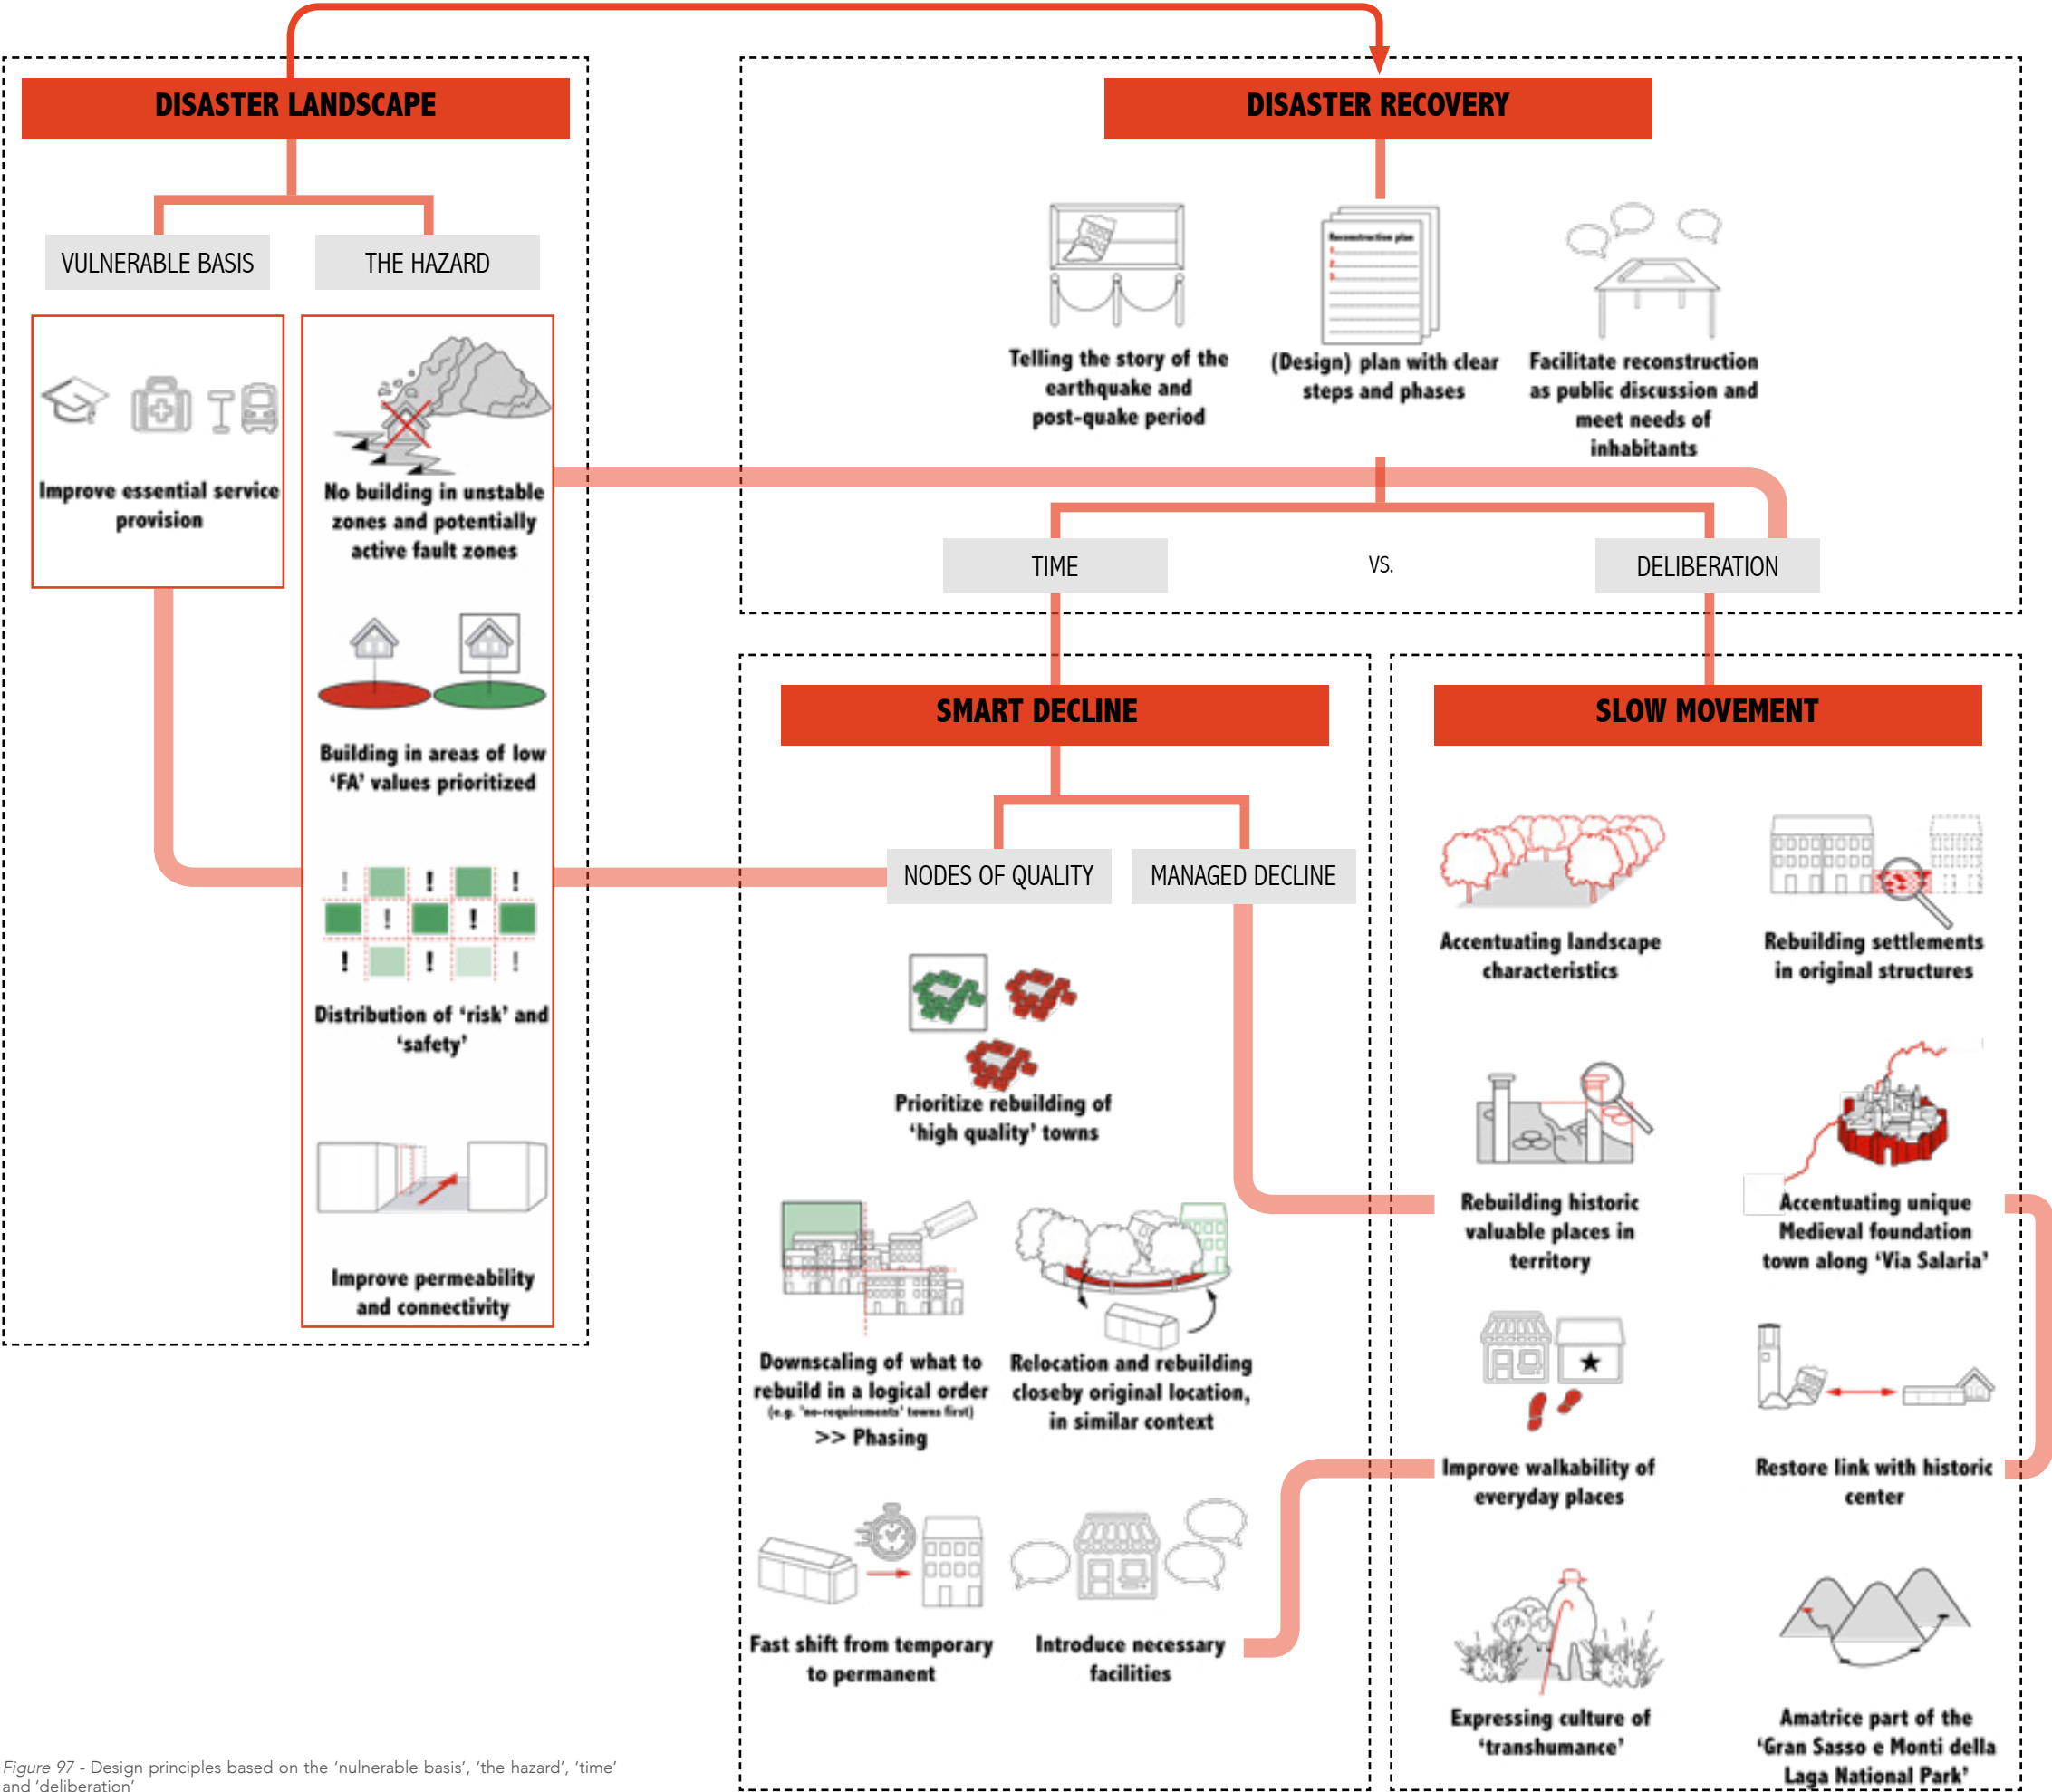 DISASTER LANDSCAPE
VULNERABLE BASIS
THE HAZARD
Improve essential service
provision
No building in unstable
zones and potentially
active fault zones
Building in areas of low
‘FA’ values prioritized
! ! !
! !
! ! !
Distribution of ‘risk’ and
‘safety’
Improve permeability
and connectivity
DISASTER RECOVERY
Telling the story of the
earthquake and
post-quake period
Reconstruction plan
1
2
3
(Design) plan with clear
steps and phases
Facilitate reconstruction
as public discussion and
meet needs of
inhabitants
TIME
VS.
DELIBERATION
SMART DECLINE
NODES OF QUALITY
MANAGED DECLINE
Prioritize rebuilding of
‘high quality’ towns
Downscaling of what to
rebuild in a logical order
(e.g. ‘no-requirements’ towns first)
>> Phasing
Relocation and rebuilding
closeby original location,
in similar context
Fast shift from temporary
to permanent
Introduce necessary
facilities
SLOW MOVEMENT
Accentuating landscape
characteristics
Rebuilding settlements
in original structures
Rebuilding historic
valuable places in
territory
Accentuating unique
Medieval foundation
town along ‘Via Salaria’
Improve walkability of
everyday places
Restore link with historic
center
Expressing culture of
‘transhumance’
Amatrice part of the
‘Gran Sasso e Monti della
Laga National Park’
Figure 97 - Design principles based on the ‘nulnerable basis’, ‘the hazard’, ‘time’
and ‘deliberation’